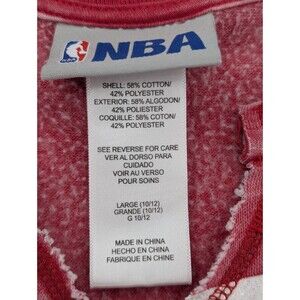 NBA
SHELL: 58% COTTON/
42% POLYESTER
EXTERIOR: 58% ALGODON/
42% POLIESTER
COQUILLE: 58% COTON/
42% POLYESTER
SEE REVERSE FOR CARE
VER AL DORSO PARA
CUIDADO
VOIR AU VERSO
POUR SOINS
LARGE (10/12)
GRANDE (10/12)
G 10/12
MADE IN CHINA
HECHO EN CHINA
FABRIQUE EN CHINE